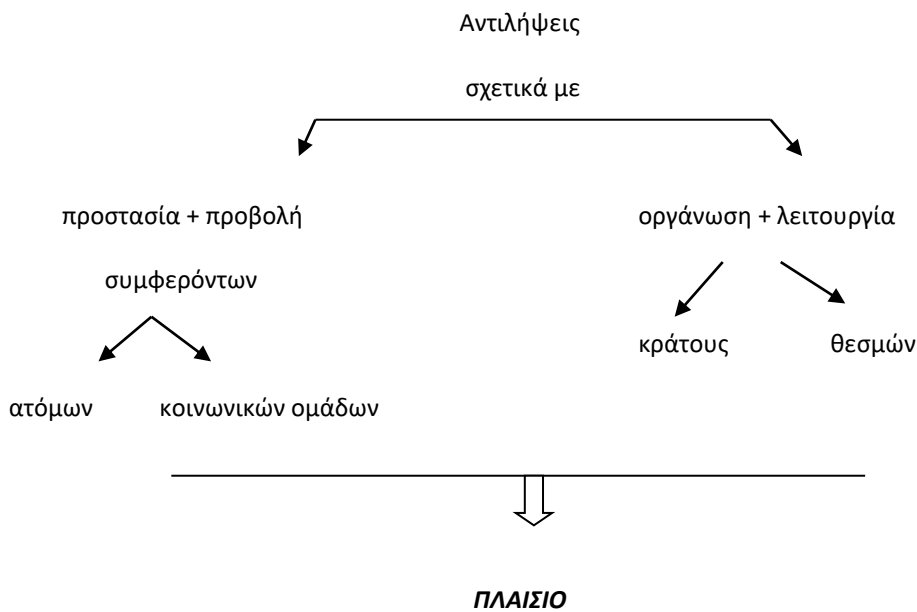 Αντιλήψεις
σχετικά με
προστασία + προβολή
συμφερόντων
ατόμων
κοινωνικών ομάδων
οργάνωση + λειτουργία
κράτους
θεσμών
ΠΛΑΙΣΙΟ